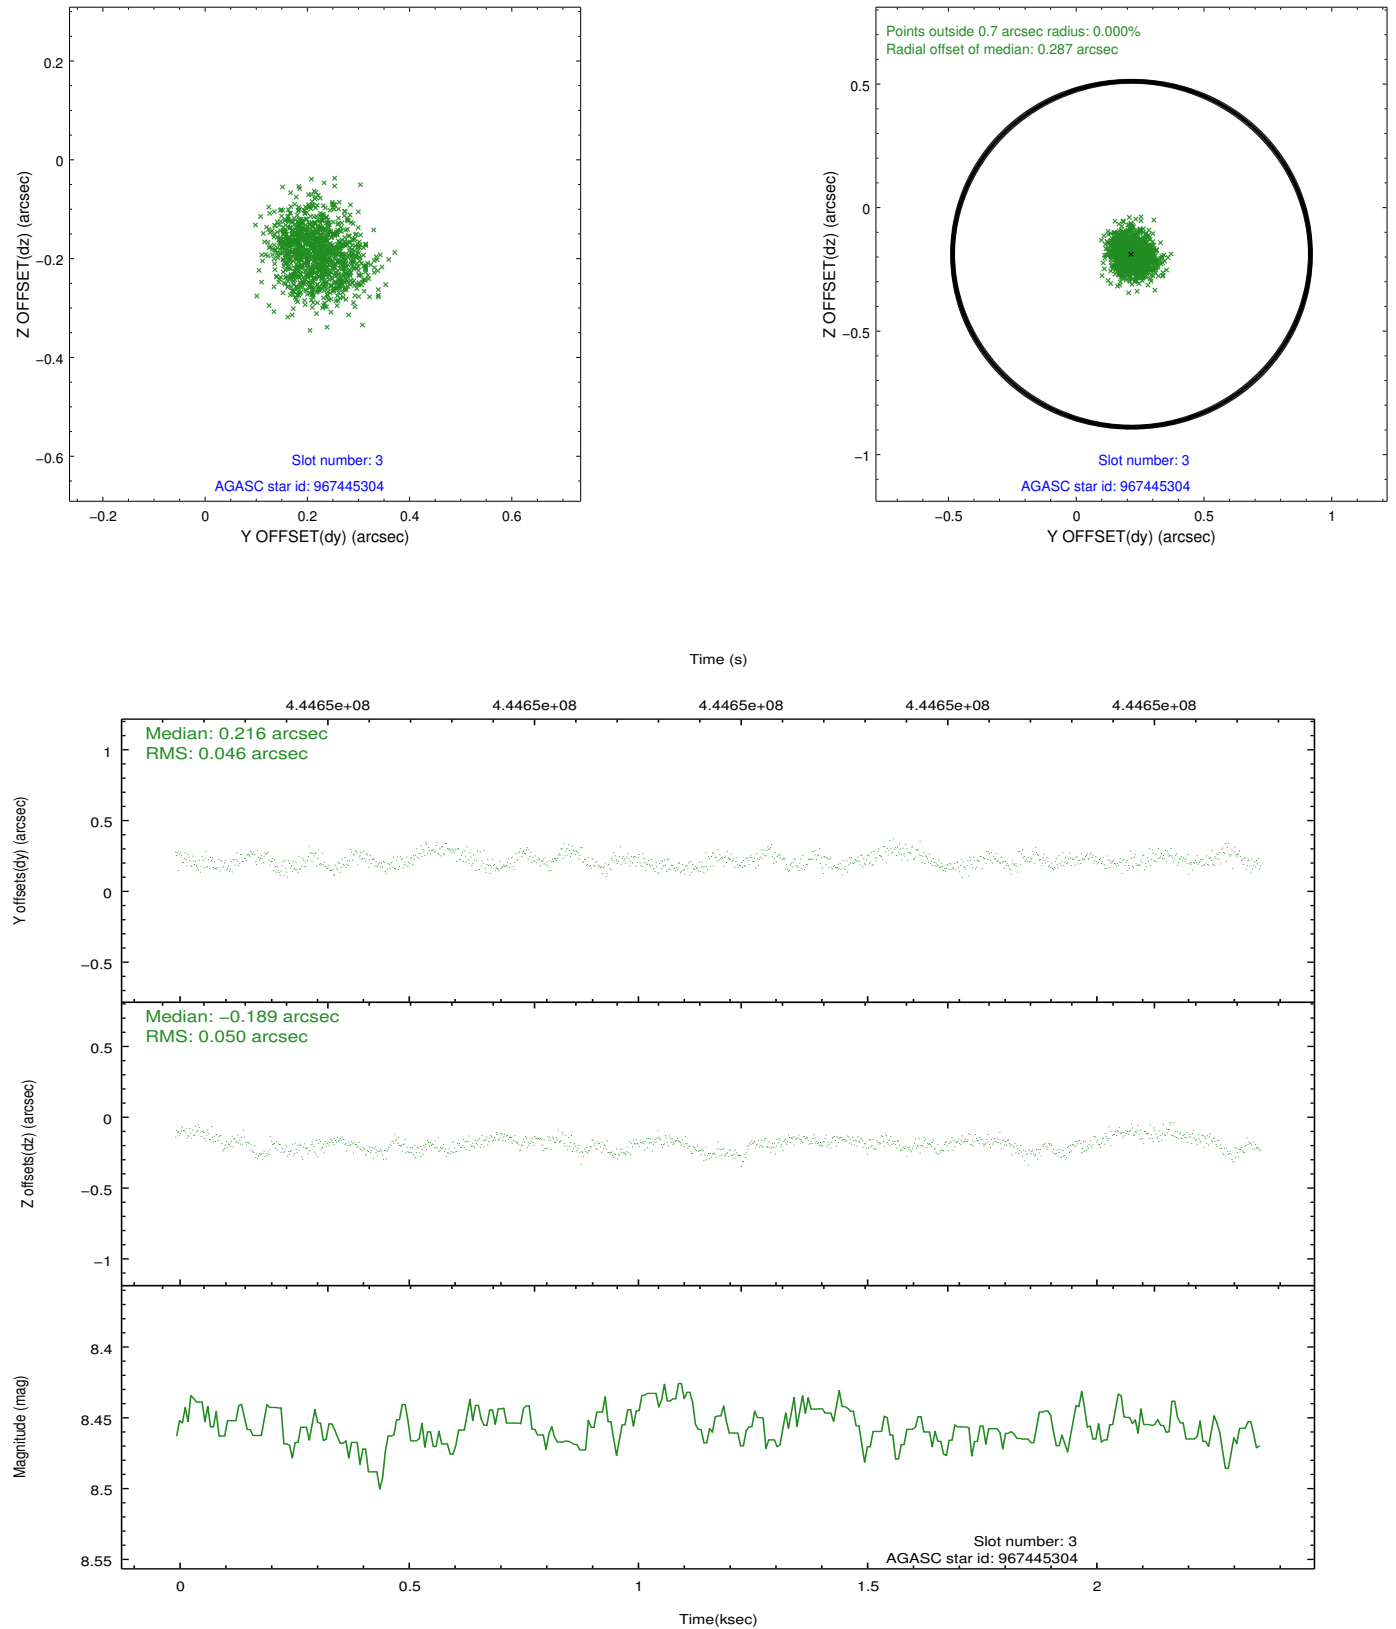 0.2
0
−0.2
−0.4
−0.6
Z OFFSET(dz) (arcsec)
Slot number: 3
AGASC star id: 967445304
−0.2
0
0.2
0.4
0.6
Y OFFSET(dy) (arcsec)
Points outside 0.7 arcsec radius: 0.000%
Radial offset of median: 0.287 arcsec
0.5
0
−0.5
−1
Z OFFSET(dz) (arcsec)
Slot number: 3
AGASC star id: 967445304
−0.5
0
0.5
1
Y OFFSET(dy) (arcsec)
Time (s)
4.4465e+08
4.4465e+08
4.4465e+08
4.4465e+08
4.4465e+08
Median: 0.216 arcsec
RMS: 0.046 arcsec
1
0.5
0
−0.5
Y offsets(dy) (arcsec)
Median: −0.189 arcsec
RMS: 0.050 arcsec
0.5
0
−0.5
−1
Z offsets(dz) (arcsec)
8.4
8.45
8.5
8.55
Magnitude (mag)
Slot number: 3
AGASC star id: 967445304
0
0.5
1
1.5
2
Time(ksec)